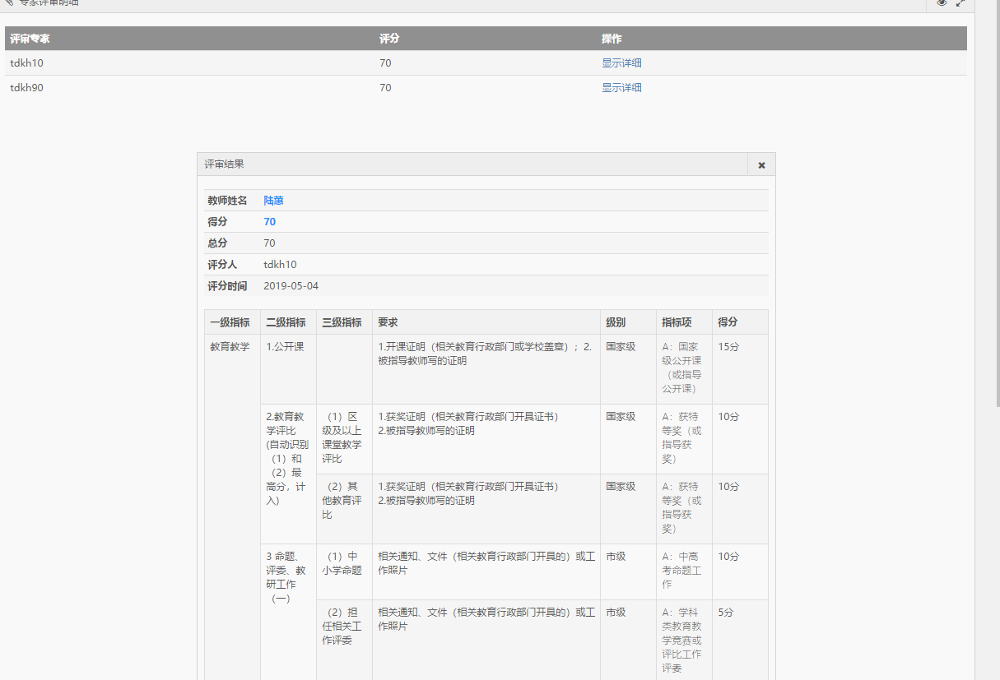 专家评审明细
评审专家 评分 操作
tdkh10 70 显示详细
tdkh90 70 显示详细
评审结果
教师姓名 陆蒽
得分 70
总分 70
评分人 tdkh10
评分时间 2019-05-04
一级指标 二级指标 三级指标 要求 级别 指标项 得分
教育教学
1.公开课
1.开课证明（相关教育行政部门或学校盖章）；2.
被指导教师写的证明
国家级
A：国家
级公开课
（或指导
公开课）
15分
2.教育教
学评比
(自动识别
（1）和
（2）最
高分，计
入)
（1）区
级及以上
课堂教学
评比
1.获奖证明（相关教育行政部门开具证书）
2.被指导教师写的证明
国家级
A：获特
等奖（或
指导获
奖）
10分
（2）其
他教育评
比
1.获奖证明（相关教育行政部门开具证书）
2.被指导教师写的证明
国家级
A：获特
等奖（或
指导获
奖）
10分
3 命题、
评委、教
研工作
（一）
（1）中
小学命题
相关通知、文件（相关教育行政部门开具的）或工
作照片
市级
A：中高
考命题工
作
10分
（2）担
任相关工
作评委
相关通知、文件（相关教育行政部门开具的）或工
作照片
市级
A：学科
类教育教
学竞赛或
评比工作
评委
5分